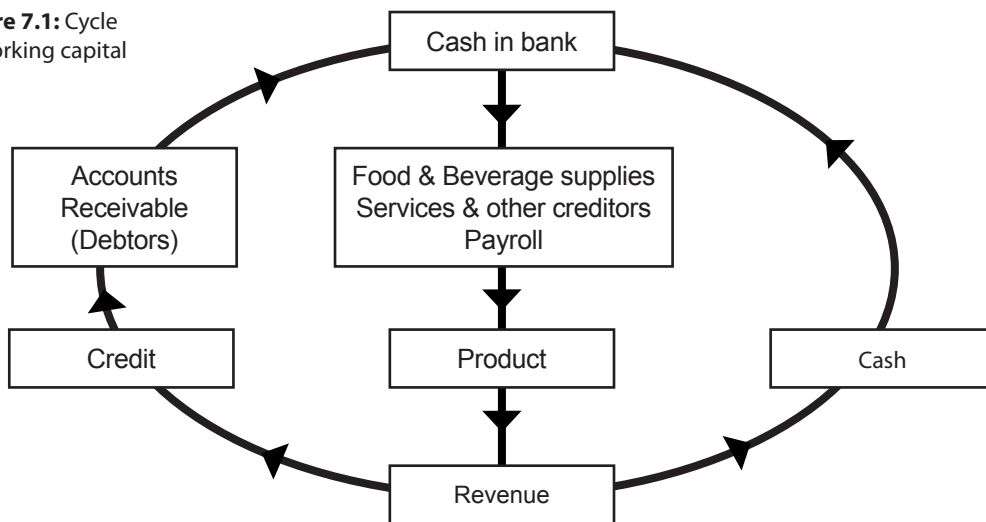 re 7.1: Cycle
orking capital
Cash in bank
Accounts
Receivable
(Debtors)
Food & Beverage supplies
Services & other creditors
Payroll
Credit
Product
Cash
Revenue